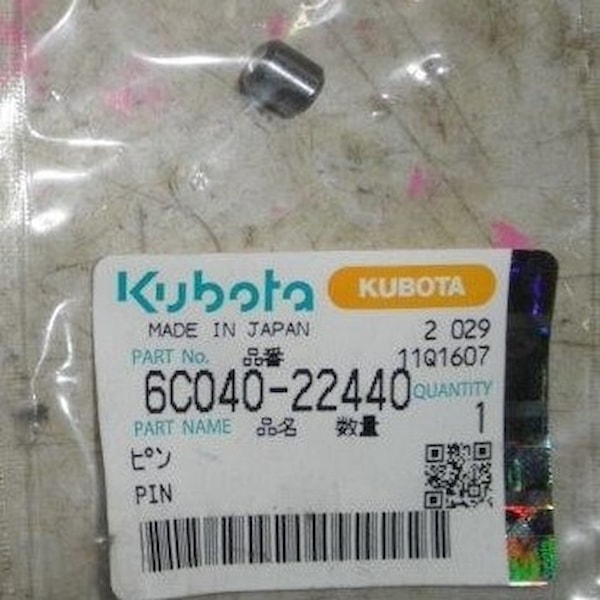 Kubota KUBOTA
MADE IN JAPAN 2 029
PART No. 品番 11Q1607
6C040-22440 QUANTITY
PART NAME 品名 数量 1
ピン
PIN